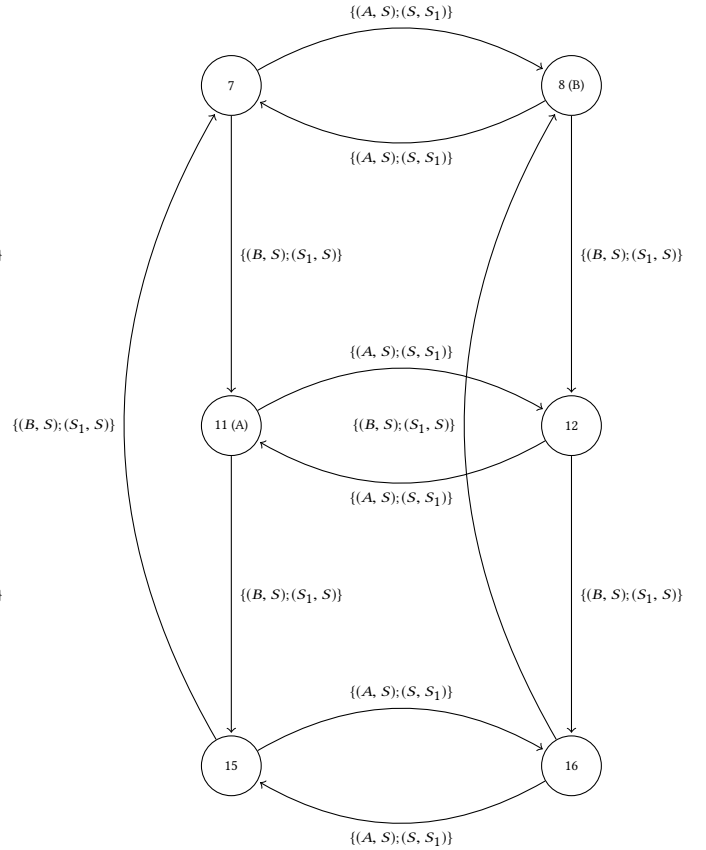 {(A, S);(S, S₁)}
7
8 (B)
{(A, S);(S, S₁)}
}
{(B, S);(S₁, S)}
{(B, S);(S₁, S)}
{(A, S);(S, S₁)}
{(B, S);(S₁, S)}
11 (A)
{(B, S);(S₁, S)}
12
{(A, S);(S, S₁)}
}
{(B, S);(S₁, S)}
{(B, S);(S₁, S)}
{(A, S);(S, S₁)}
15
16
{(A, S);(S, S₁)}